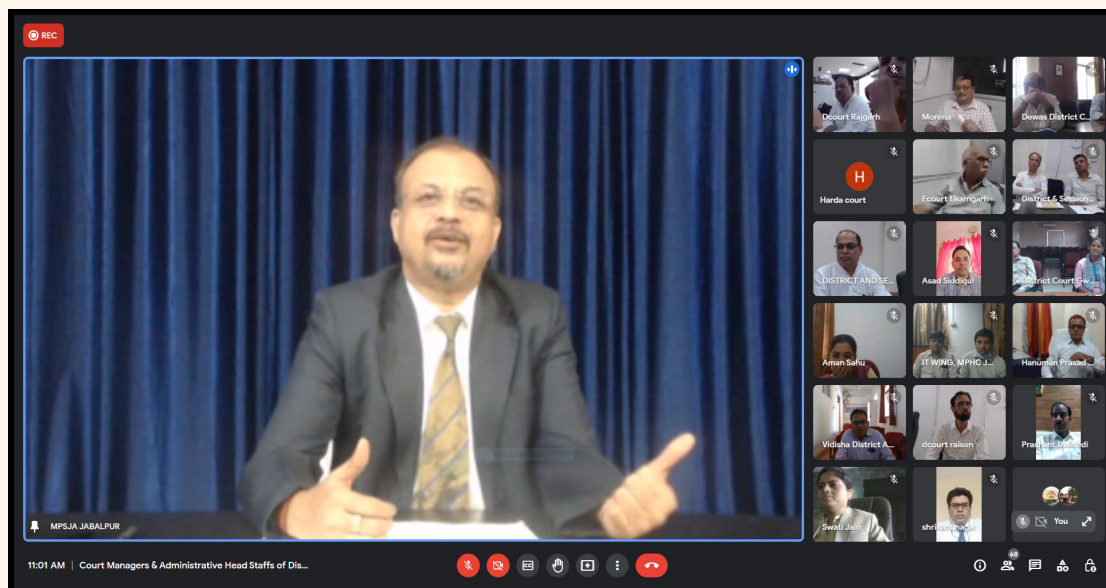 REC
Dcourt Rajgarh
Morena
Dewas District C...
H
Harda court
Ecourt tikamgarh
District & Session...
DISTRICT AND SE...
Asad Siddiqui
District Court Gw...
Aman Sahu
IT WING, MPHC J...
Hanuman Prasad
Vidisha District A...
dcourt raisen
Prashant Dwivedi
Swati Jain
You
MPSJA JABALPUR
11:01 AM | Court Managers & Administrative Head Staffs of Dis...
68